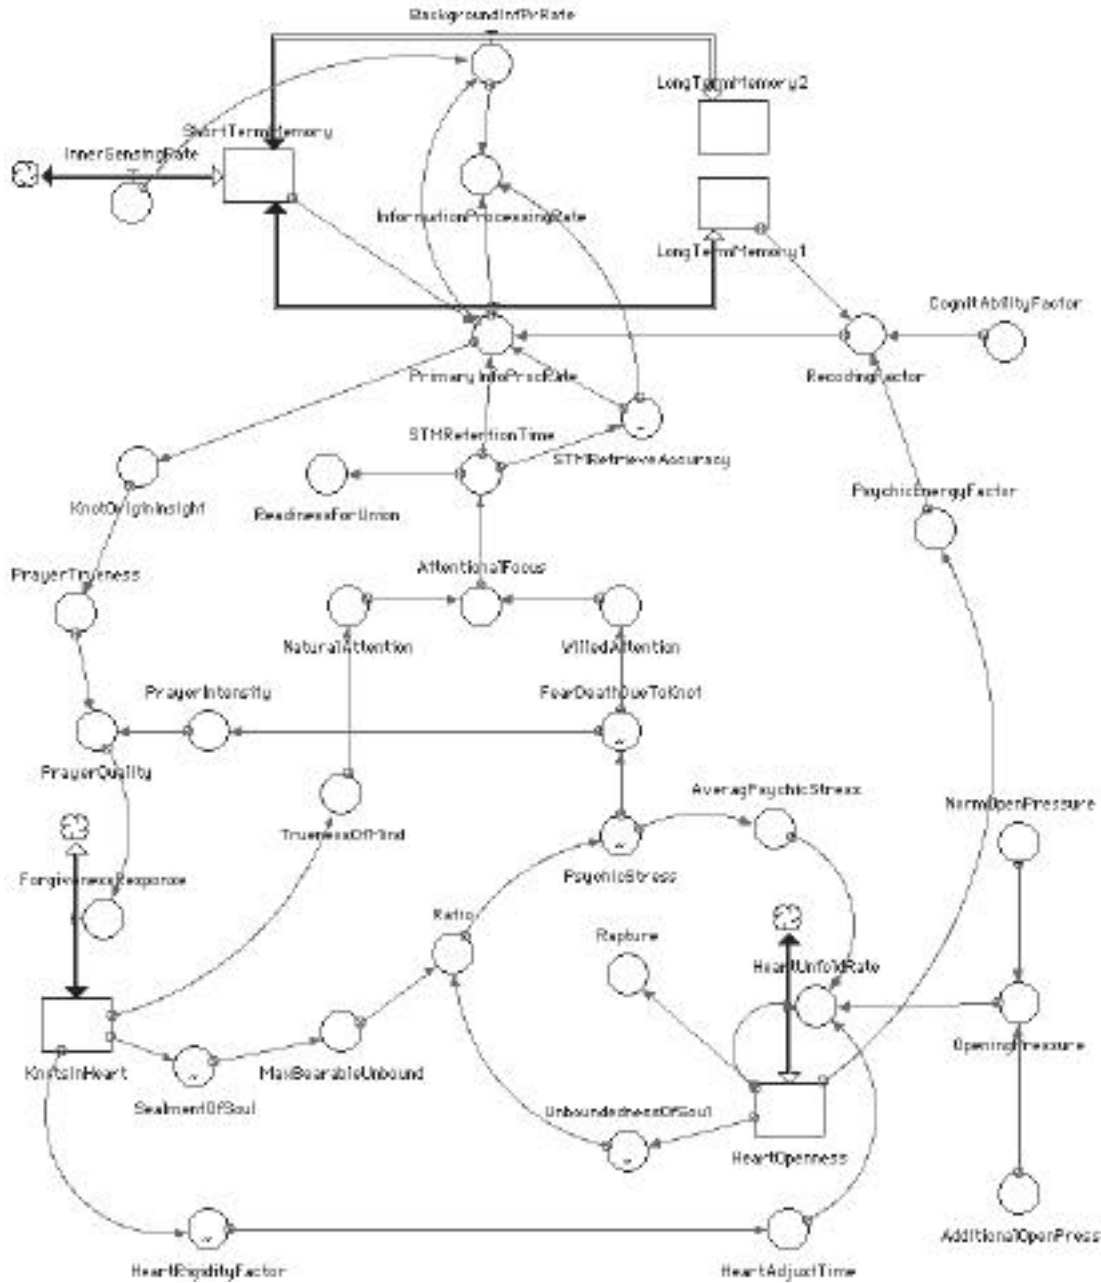 BackgroundInfPrRate
LongTermMemory2
ShortTermMemory
InnerSensingRate
InformationProcessingRate
LongTermMemory1
CognitAbilityFactor
PrimaryInfoProcRate
RecodingFactor
STMRetentionTime
STMRetrieveAccuracy
KnotOriginInsight
ReadinessForUnion
PsychicEnergyFactor
PrayerTrueness
AttentionalFocus
NaturalAttention
WilledAttention
PrayerIntensity
FearDeathDueToKnot
PrayerQuality
AveragPsychicStress
NormOpenPressure
TruenessOfMind
ForgivenessResponse
PsychicStress
Ratio
Rapture
HeartUnfoldRate
OpeningPressure
KnotsInHeart
MaxBearableUnbound
SealmentOfSoul
UnboundednessOfSoul
HeartOpenness
AdditionalOpenPress
HeartRigidityFactor
HeartAdjustTime